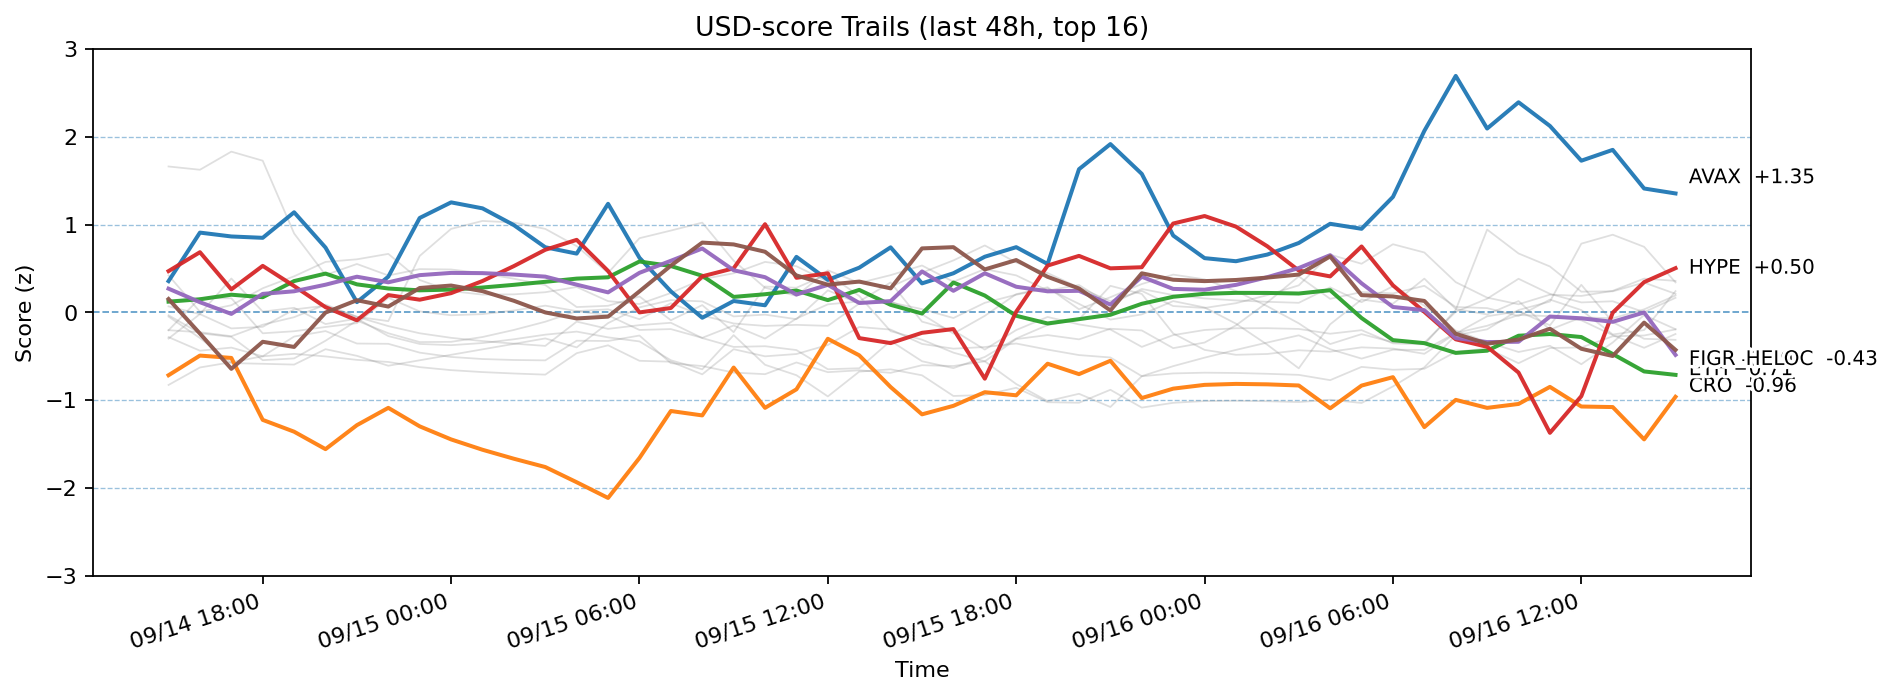 USD-score Trails (last 48h, top 16)
Score (z)
3
2
1
0
−1
−2
−3
AVAX +1.35
HYPE +0.50
FIGR_HELOC -0.43
ETH −0.71
CRO -0.96
09/14 18:00
09/15 00:00
09/15 06:00
09/15 12:00
09/15 18:00
09/16 00:00
09/16 06:00
09/16 12:00
Time